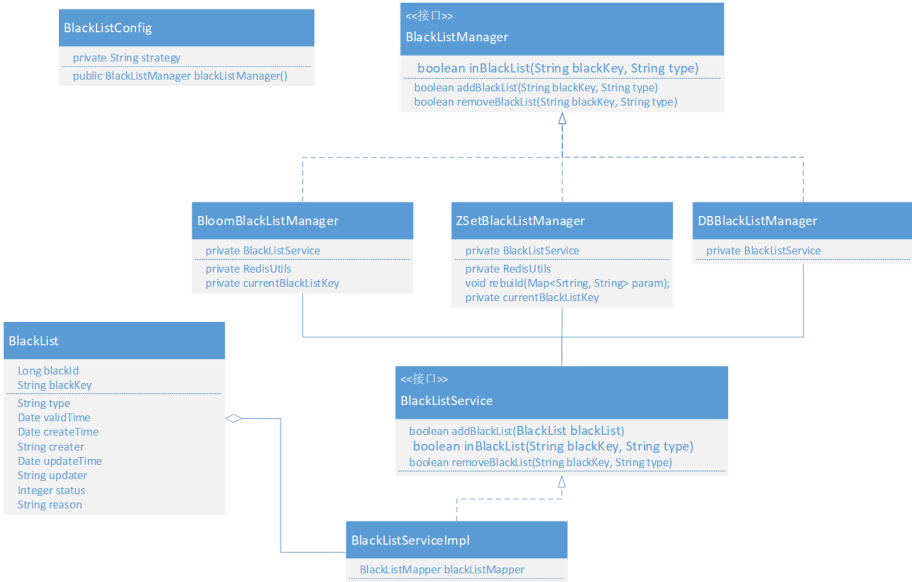 BlackListConfig
private String strategy
public BlackListManager blackListManager()
<<接口>>
BlackListManager
boolean inBlackList(String blackKey, String type)
boolean addBlackList(String blackKey, String type)
boolean removeBlackList(String blackKey, String type)
BloomBlackListManager
private BlackListService
private RedisUtils
private currentBlackListKey
ZSetBlackListManager
private BlackListService
private RedisUtils
void rebuild(Map<Srtring, String> param);
private currentBlackListKey
DBBlackListManager
private BlackListService
BlackList
Long blackId
String blackKey
String type
Date validTime
Date createTime
String creater
Date updateTime
String updater
Integer status
String reason
<<接口>>
BlackListService
boolean addBlackList(BlackList blackList)
boolean inBlackList(String blackKey, String type)
boolean removeBlackList(String blackKey, String type)
BlackListServiceImpl
BlackListMapper blackListMapper